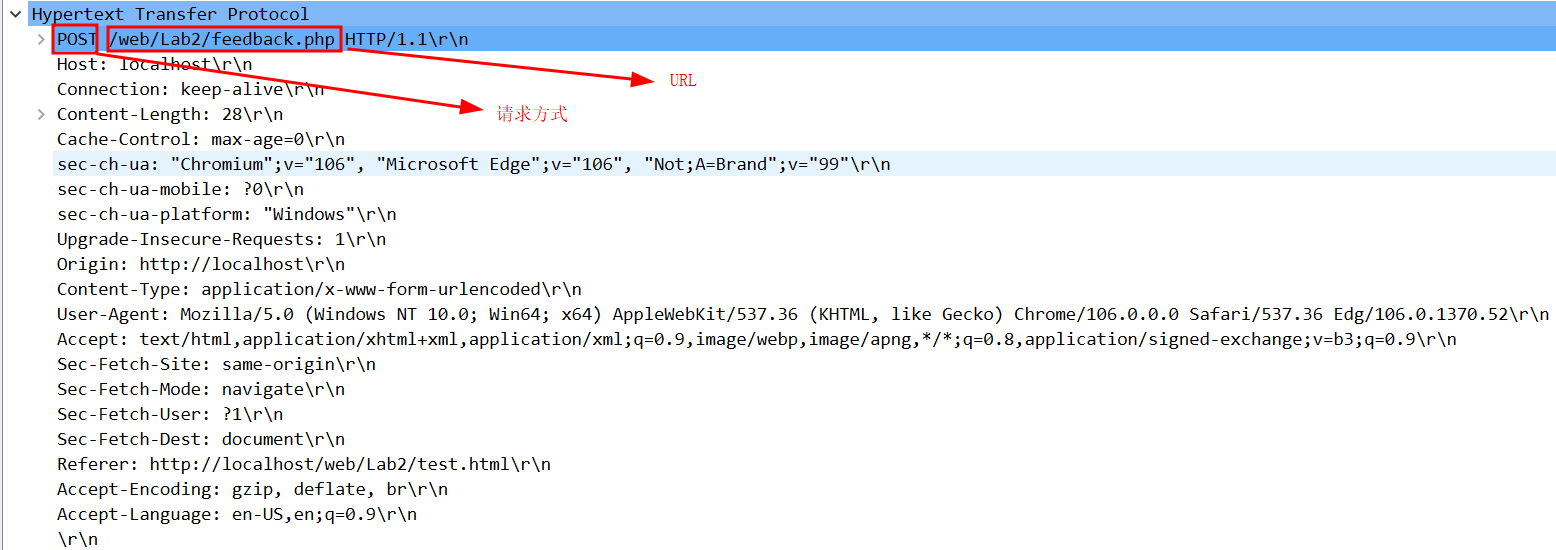 Hypertext Transfer Protocol
POST /web/Lab2/feedback.php HTTP/1.1\r\n
Host: localhost\r\n
URL
Connection: keep-alive\r\n
Content-Length: 28\r\n
请求方式
Cache-Control: max-age=0\r\n
sec-ch-ua: "Chromium";v="106", "Microsoft Edge";v="106", "Not;A=Brand";v="99"\r\n
sec-ch-ua-mobile: ?0\r\n
sec-ch-ua-platform: "Windows"\r\n
Upgrade-Insecure-Requests: 1\r\n
Origin: http://localhost\r\n
Content-Type: application/x-www-form-urlencoded\r\n
User-Agent: Mozilla/5.0 (Windows NT 10.0; Win64; x64) AppleWebKit/537.36 (KHTML, like Gecko) Chrome/106.0.0.0 Safari/537.36 Edg/106.0.1370.52\r\n
Accept: text/html,application/xhtml+xml,application/xml;q=0.9,image/webp,image/apng,*/*;q=0.8,application/signed-exchange;v=b3;q=0.9\r\n
Sec-Fetch-Site: same-origin\r\n
Sec-Fetch-Mode: navigate\r\n
Sec-Fetch-User: ?1\r\n
Sec-Fetch-Dest: document\r\n
Referer: http://localhost/web/Lab2/test.html\r\n
Accept-Encoding: gzip, deflate, br\r\n
Accept-Language: en-US,en;q=0.9\r\n
\r\n